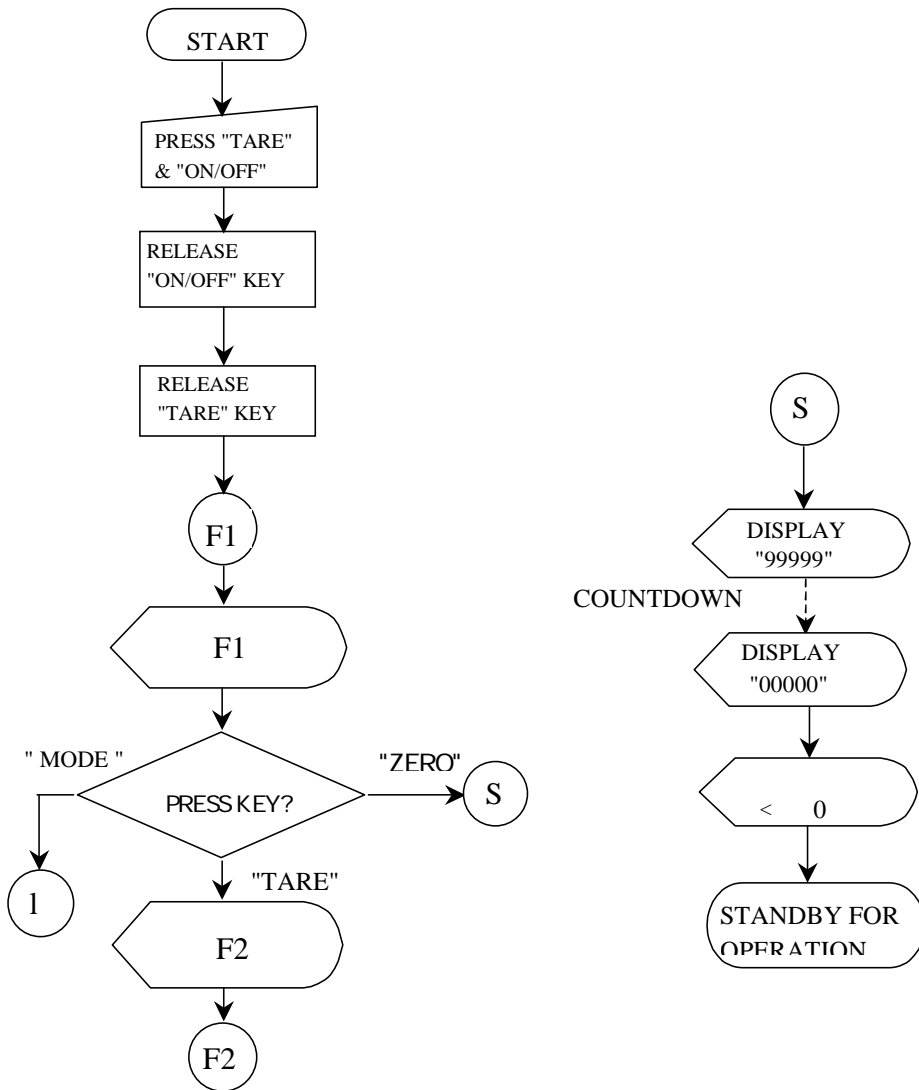 START
PRESS "TARE"
& "ON/OFF"
RELEASE
"ON/OFF" KEY
RELEASE
"TARE" KEY
F1
F1
" MODE "
PRESS KEY?
"ZERO"
S
1
"TARE"
F2
F2
S
DISPLAY
"99999"
COUNTDOWN
DISPLAY
"00000"
< 0
STANDBY FOR
OPERATION